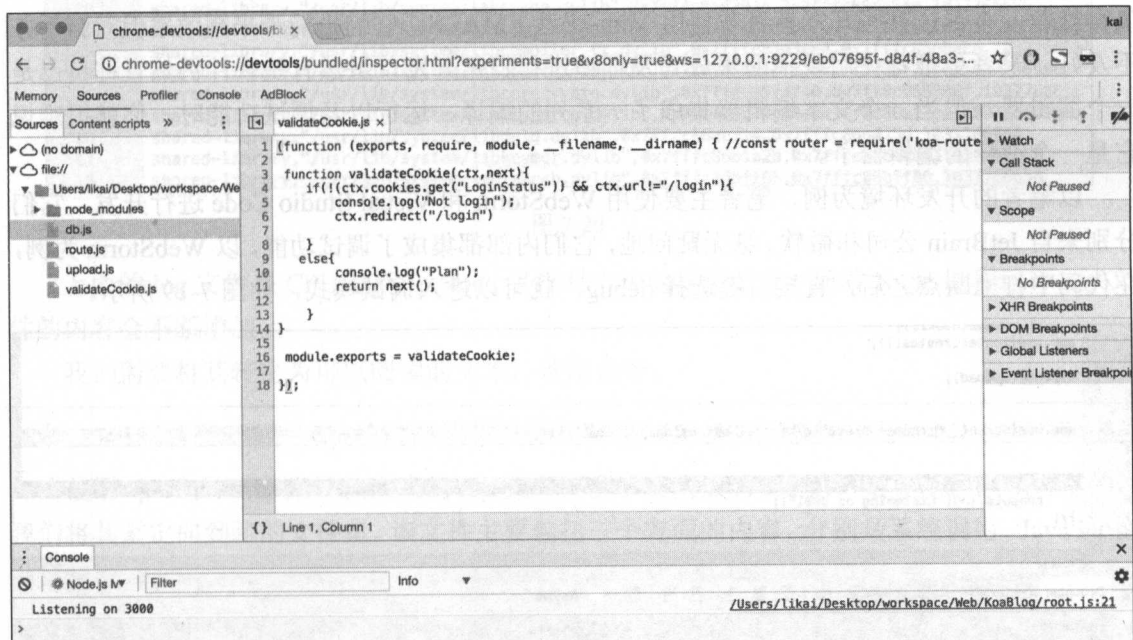 kai
chrome-devtools://devtools/bu
chrome-devtools://devtools/bundled/inspector.html?experiments=true&v8only=true&ws=127.0.0.1:9229/eb07695f-d84f-48a3-...
Memory Sources Profiler Console AdBlock
Sources Content scripts
validateCookie.js
(no domain)
file://
Users/likai/Desktop/workspace/We
node_modules
db.js
route.js
upload.js
validateCookie.js
1 (function (exports, require, module, __filename, __dirname) { //const router = require('koa-route
2
3 function validateCookie(ctx,next){
4 if(!(ctx.cookies.get("LoginStatus")) && ctx.url!="/login"){
5 console.log("Not login");
6 ctx.redirect("/login")
7
8 }
9 else{
10 console.log("Plan");
11 return next();
12
13 }
14 }
15
16 module.exports = validateCookie;
17
18 });
{} Line 1, Column 1
Watch
Call Stack
Not Paused
Scope
Not Paused
Breakpoints
No Breakpoints
XHR Breakpoints
DOM Breakpoints
Global Listeners
Event Listener Breakpoi
Console
Filter
Info
Listening on 3000
/Users/likai/Desktop/workspace/Web/KoaBlog/root.js:21
>